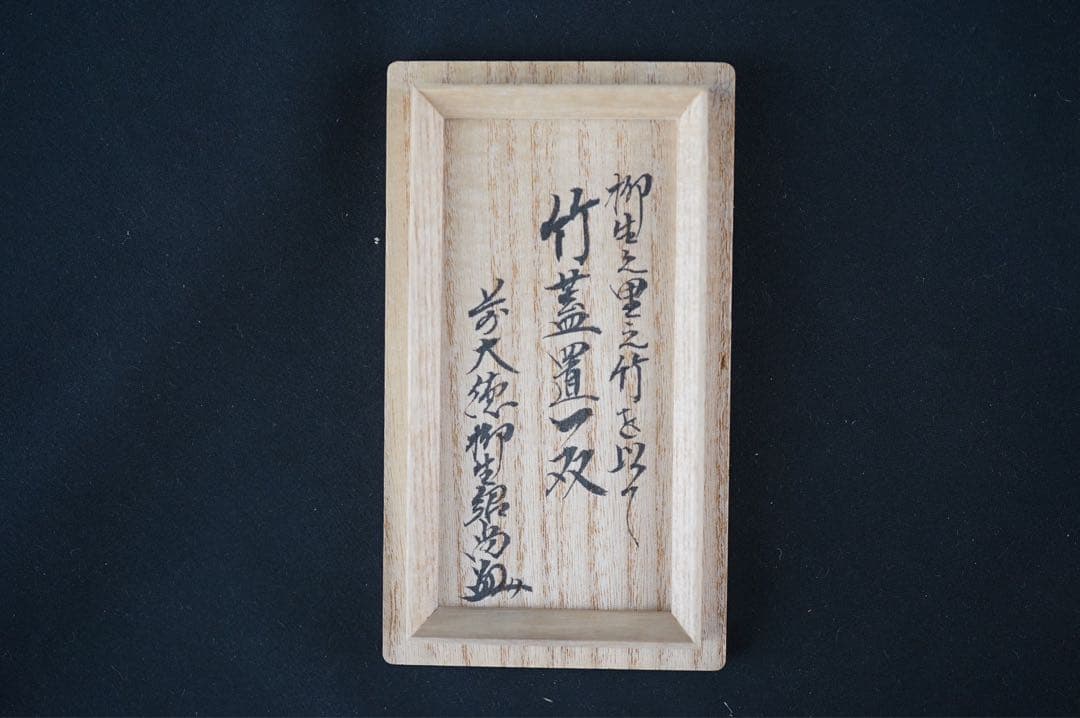 柳生之里之竹を以て
竹蓋置一双
前大徳柳生紹尚